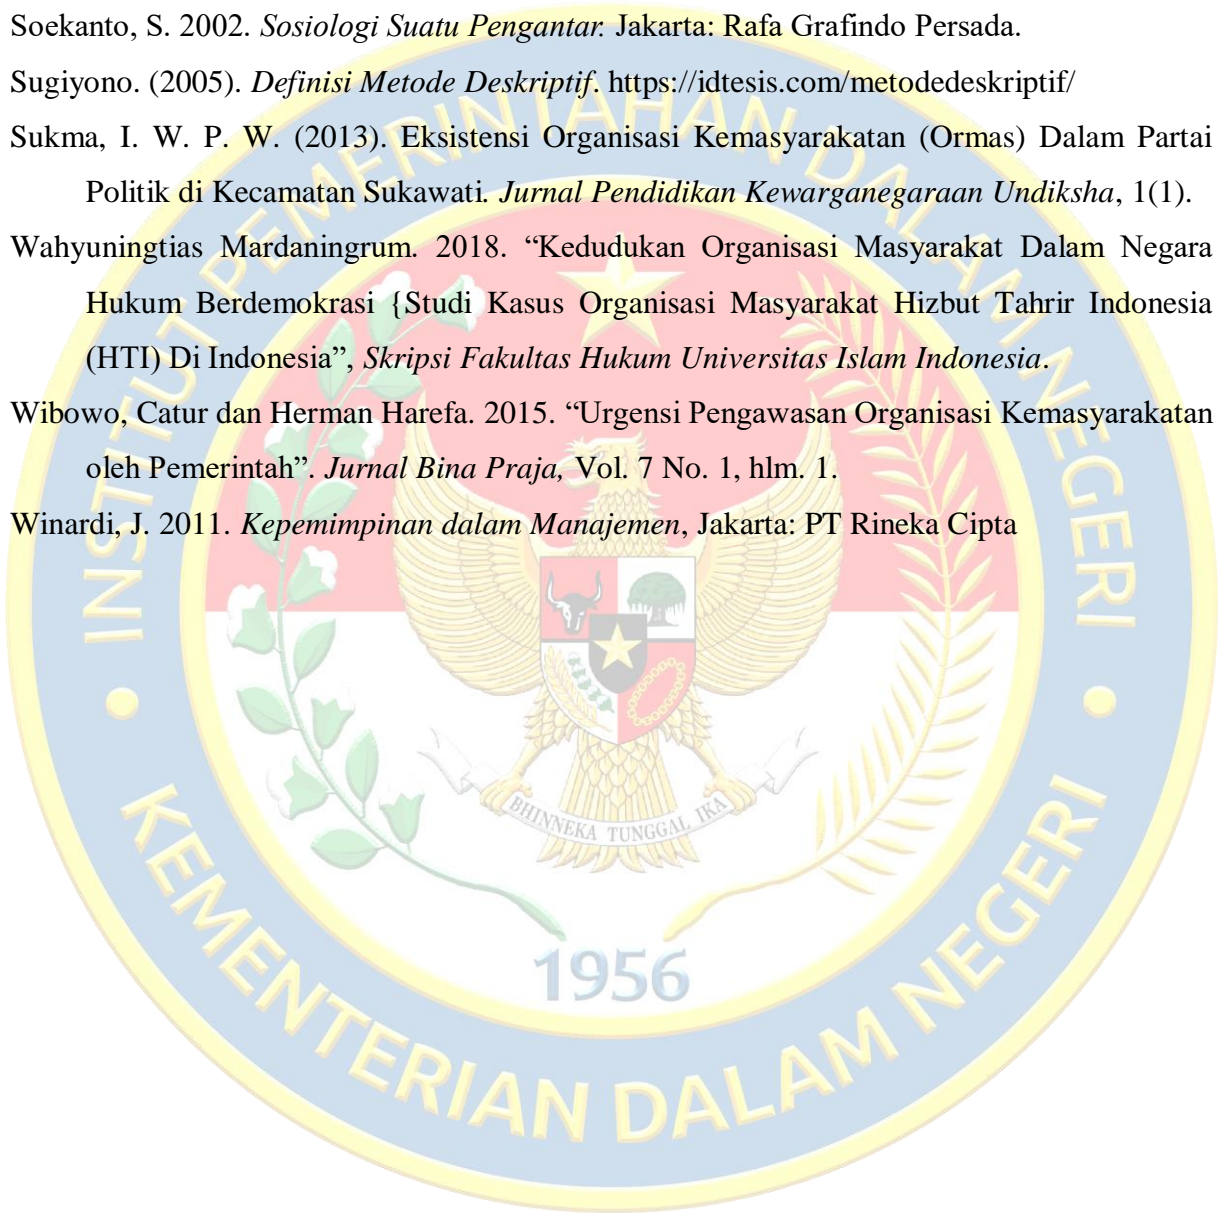 Soekanto, S. 2002. Sosiologi Suatu Pengantar. Jakarta: Rafa Grafindo Persada.
Sugiyono. (2005). Definisi Metode Deskriptif. https://idtesis.com/metodedeskriptif/
Sukma, I. W. P. W. (2013). Eksistensi Organisasi Kemasyarakatan (Ormas) Dalam Partai
Politik di Kecamatan Sukawati. Jurnal Pendidikan Kewarganegaraan Undiksha, 1(1).
Wahyuningtias Mardaningrum. 2018. “Kedudukan Organisasi Masyarakat Dalam Negara
Hukum Berdemokrasi {Studi Kasus Organisasi Masyarakat Hizbut Tahrir Indonesia
(HTI) Di Indonesia”, Skripsi Fakultas Hukum Universitas Islam Indonesia.
Wibowo, Catur dan Herman Harefa. 2015. “Urgensi Pengawasan Organisasi Kemasyarakatan
oleh Pemerintah”. Jurnal Bina Praja, Vol. 7 No. 1, hlm. 1.
Winardi, J. 2011. Kepemimpinan dalam Manajemen, Jakarta: PT Rineka Cipta
INSTITUT PEMERINTAHAN DALAM NEGERI
BHINNEKA TUNGGAL IKA
1956
KEMENTERIAN DALAM NEGERI